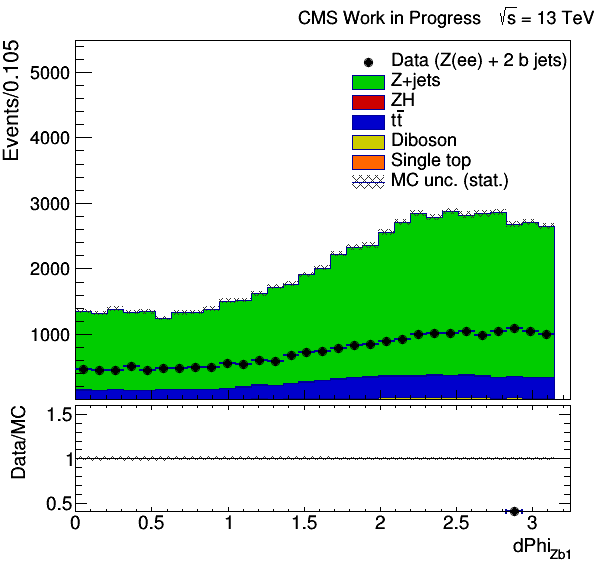 CMS Work in Progress √s = 13 TeV
Events/0.105
5000
4000
3000
2000
1000
Data (Z(ee) + 2 b jets)
Z+jets
ZH
tt̅
Diboson
Single top
MC unc. (stat.)
Data/MC
1.5
1
0.5
0 0.5 1 1.5 2 2.5 3
dPhi_Zb1